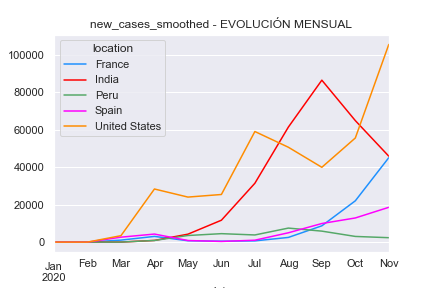 new_cases_smoothed - EVOLUCIÓN MENSUAL
location
France
India
Peru
Spain
United States
100000
80000
60000
40000
20000
0
Jan Feb Mar Apr May Jun Jul Aug Sep Oct Nov
2020